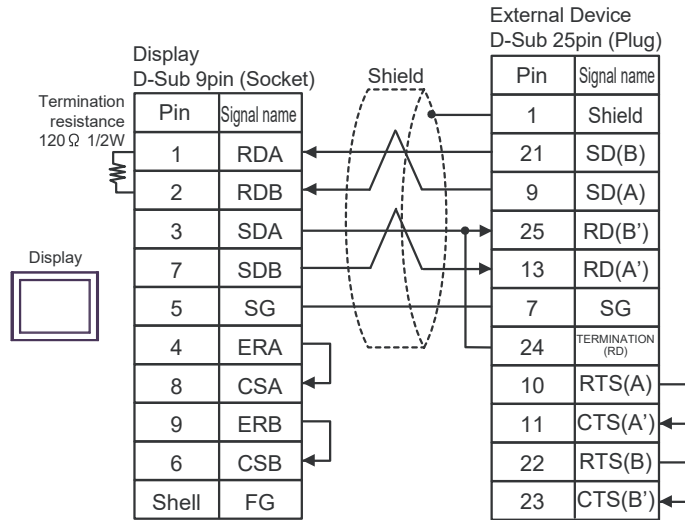 External Device
D-Sub 25pin (Plug)
Display
D-Sub 9pin (Socket)
Shield
Termination
resistance
120Ω 1/2W
Pin Signal name
1 RDA
2 RDB
3 SDA
7 SDB
5 SG
4 ERA
8 CSA
9 ERB
6 CSB
Shell FG
Display
Pin Signal name
1 Shield
21 SD(B)
9 SD(A)
25 RD(B')
13 RD(A')
7 SG
24 TERMINATION
(RD)
10 RTS(A)
11 CTS(A')
22 RTS(B)
23 CTS(B')